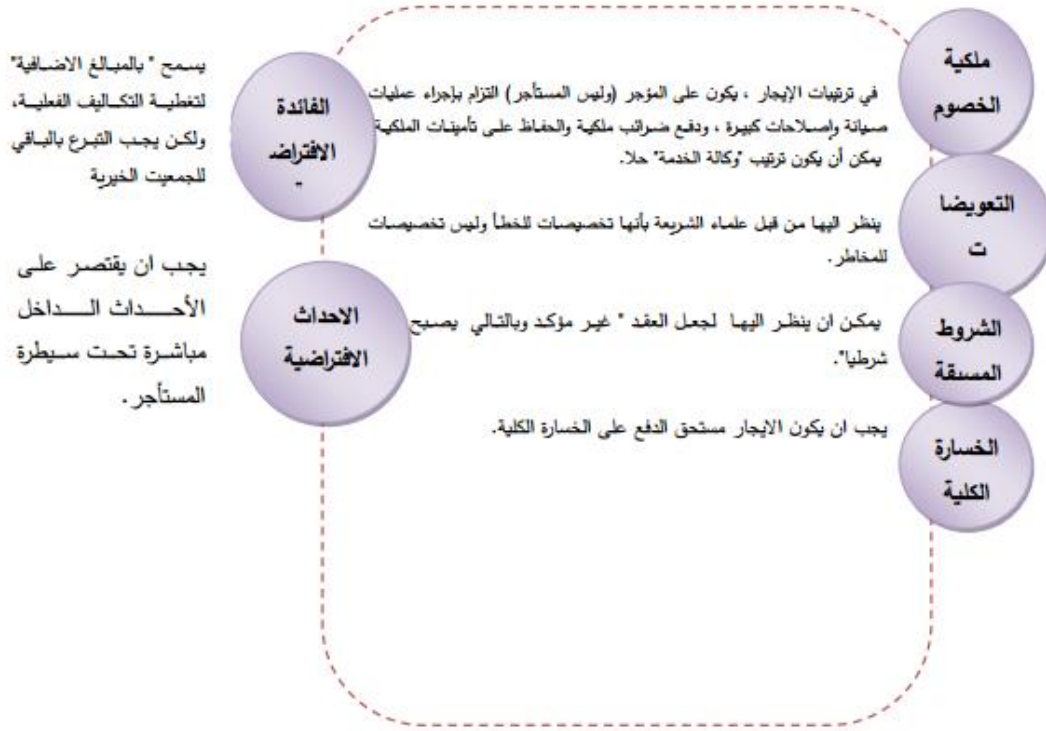 ملكية
الخصوم
في ترتيبات الإيجار ، يكون على المؤجر (وليس المستأجر) التزام بإجراء عمليات
صيانة وإصلاحات كبيرة ، ودفع ضرائب ملكية والحفاظ على تأمينات الملكية
يمكن أن يكون ترتيب "وكالة الخدمة" حلا.
التعويضا
ت
ينظر اليها من قبل علماء الشريعة بأنها تخصيصات للخطأ وليس تخصيصات
للمخاطر.
الشروط
المسبقة
يمكن ان ينظر اليها لجعل العقد " غير مؤكد وبالتالي يصبح
شرطيا".
الخسارة
الكلية
يجب ان يكون الايجار مستحق الدفع على الخسارة الكلية.
الفائدة
الافتراض
يسمح " بالمبالغ الاضافية"
لتغطية التكاليف الفعلية،
ولكن يجب التبرع بالباقي
للجمعيت الخيرية
الاحداث
الافتراضية
يجب ان يقتصر على
الأحداث الداخل
مباشرة تحت سيطرة
المستأجر.